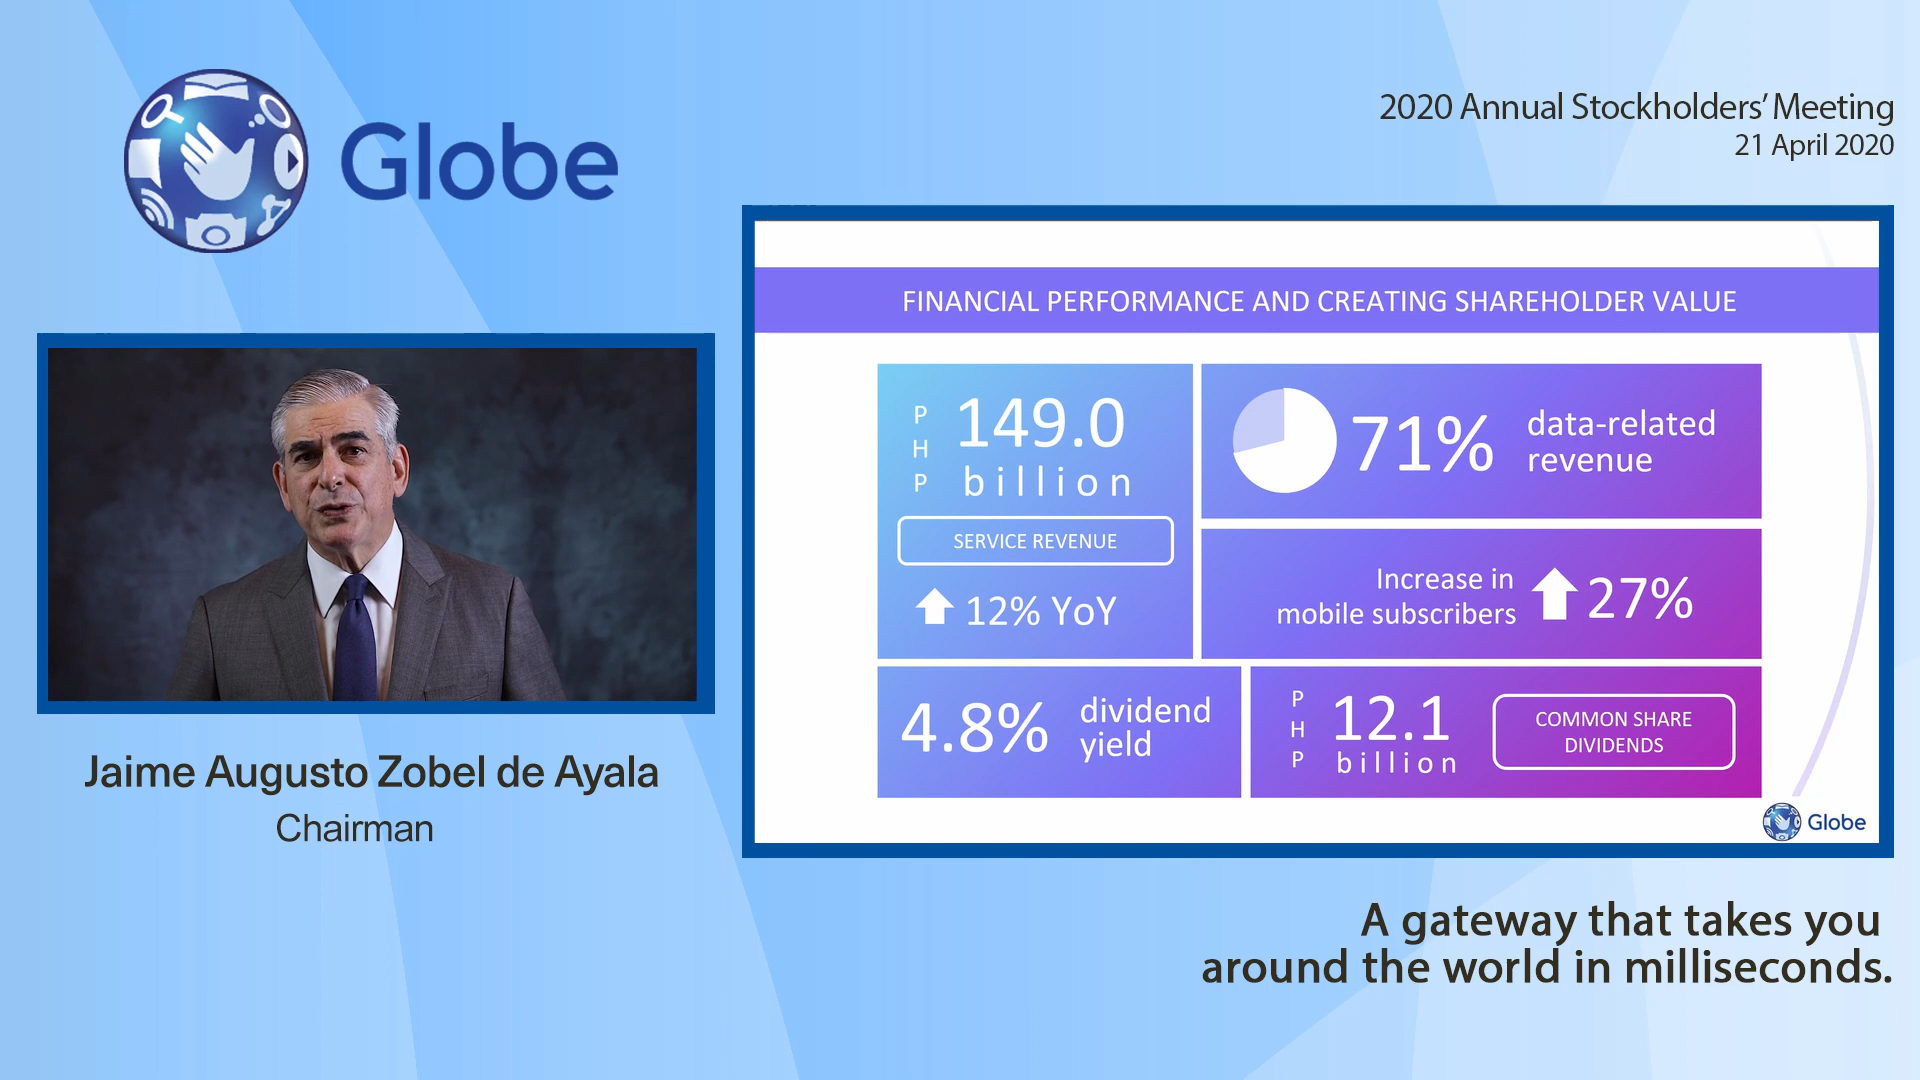 Globe
2020 Annual Stockholders' Meeting
21 April 2020
Jaime Augusto Zobel de Ayala
Chairman
FINANCIAL PERFORMANCE AND CREATING SHAREHOLDER VALUE
PHP
149.0
billion
SERVICE REVENUE
12% YoY
71%
data-related
revenue
Increase in
mobile subscribers
27%
4.8%
dividend
yield
PHP
12.1
billion
COMMON SHARE
DIVIDENDS
Globe
A gateway that takes you
around the world in milliseconds.